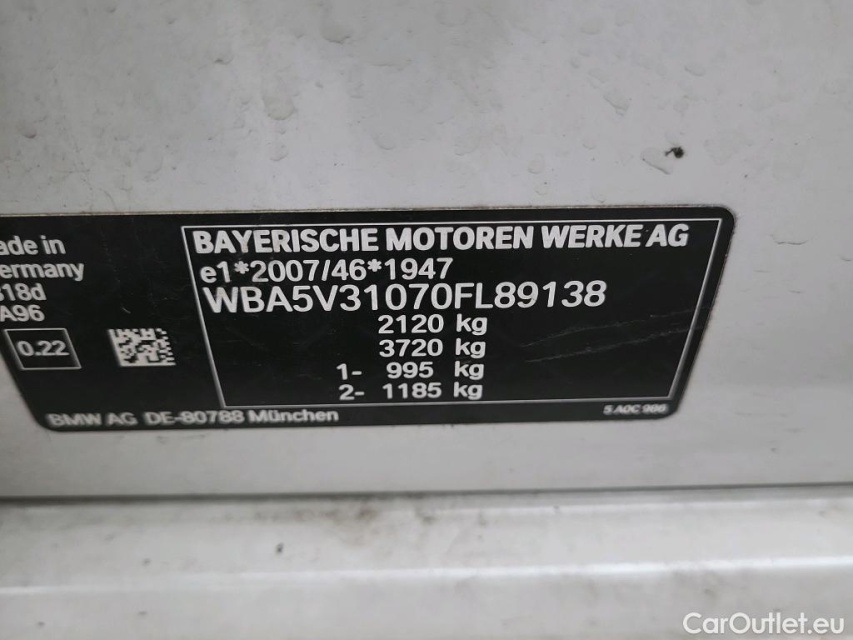 BAYERISCHE MOTOREN WERKE AG
e1*2007/46*1947
WBA5V31070FL89138
2120 kg
3720 kg
1- 995 kg
2- 1185 kg
ade in
ermany
18d
A96
0.22
BMW AG DE-80788 München
5 A0C 986
CarOutlet.eu